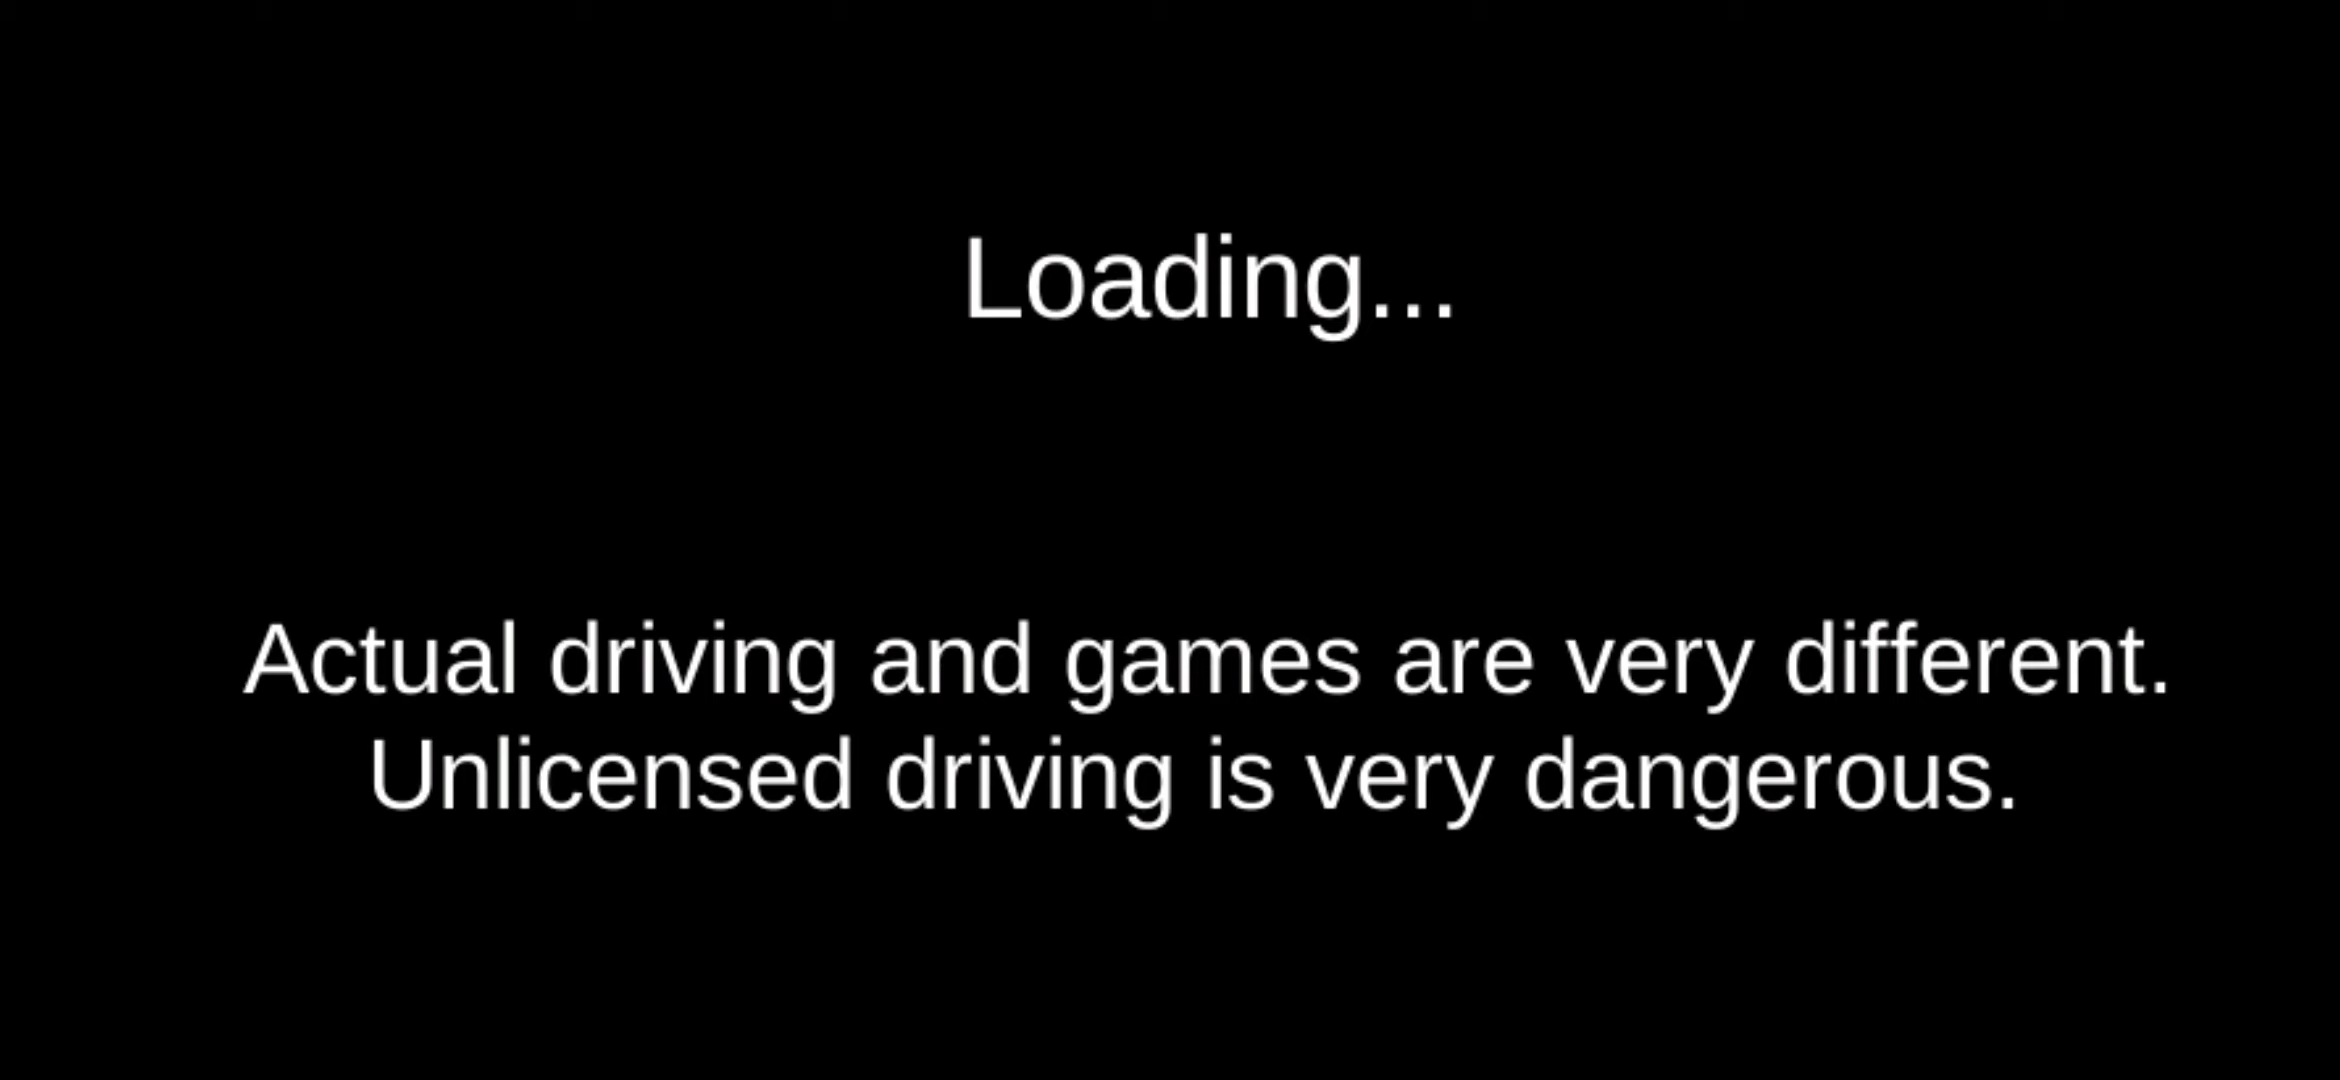 Loading...
Actual driving and games are very different.
Unlicensed driving is very dangerous.